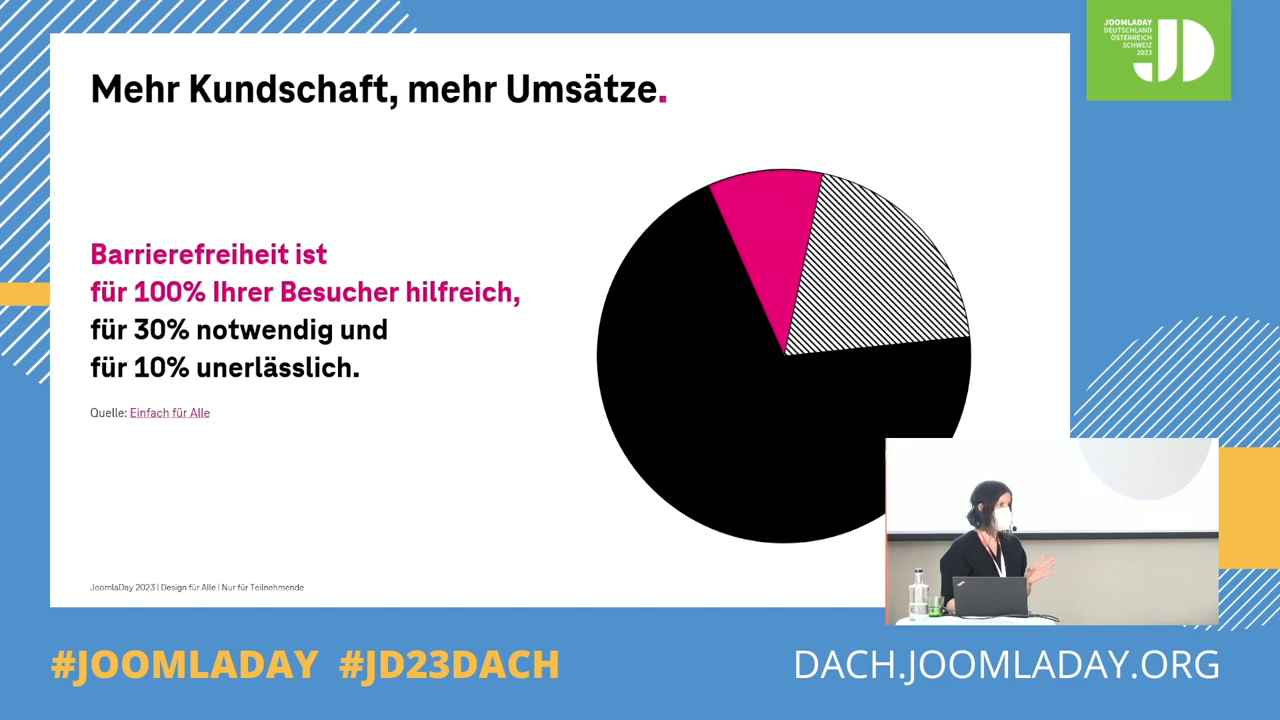 Mehr Kundschaft, mehr Umsätze.
JOOMLADAY
DEUTSCHLAND
ÖSTERREICH
SCHWEIZ
2023
JD
Barrierefreiheit ist
für 100% Ihrer Besucher hilfreich,
für 30% notwendig und
für 10% unerlässlich.
Quelle: Einfach für Alle
JoomlaDay 2023 | Design für Alle | Nur für Teilnehmende
#JOOMLADAY #JD23DACH
DACH.JOOMLADAY.ORG